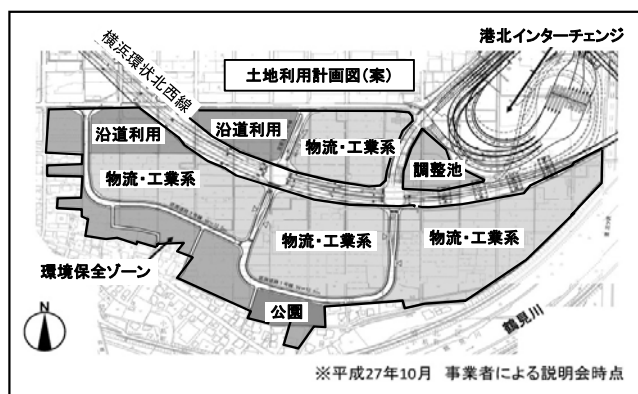 港北インターチェンジ
横浜環状北西線
土地利用計画図(案)
沿道利用
沿道利用
物流・工業系
調整池
物流・工業系
物流・工業系
物流・工業系
環境保全ゾーン
公園
鶴見川
N
※平成27年10月 事業者による説明会時点